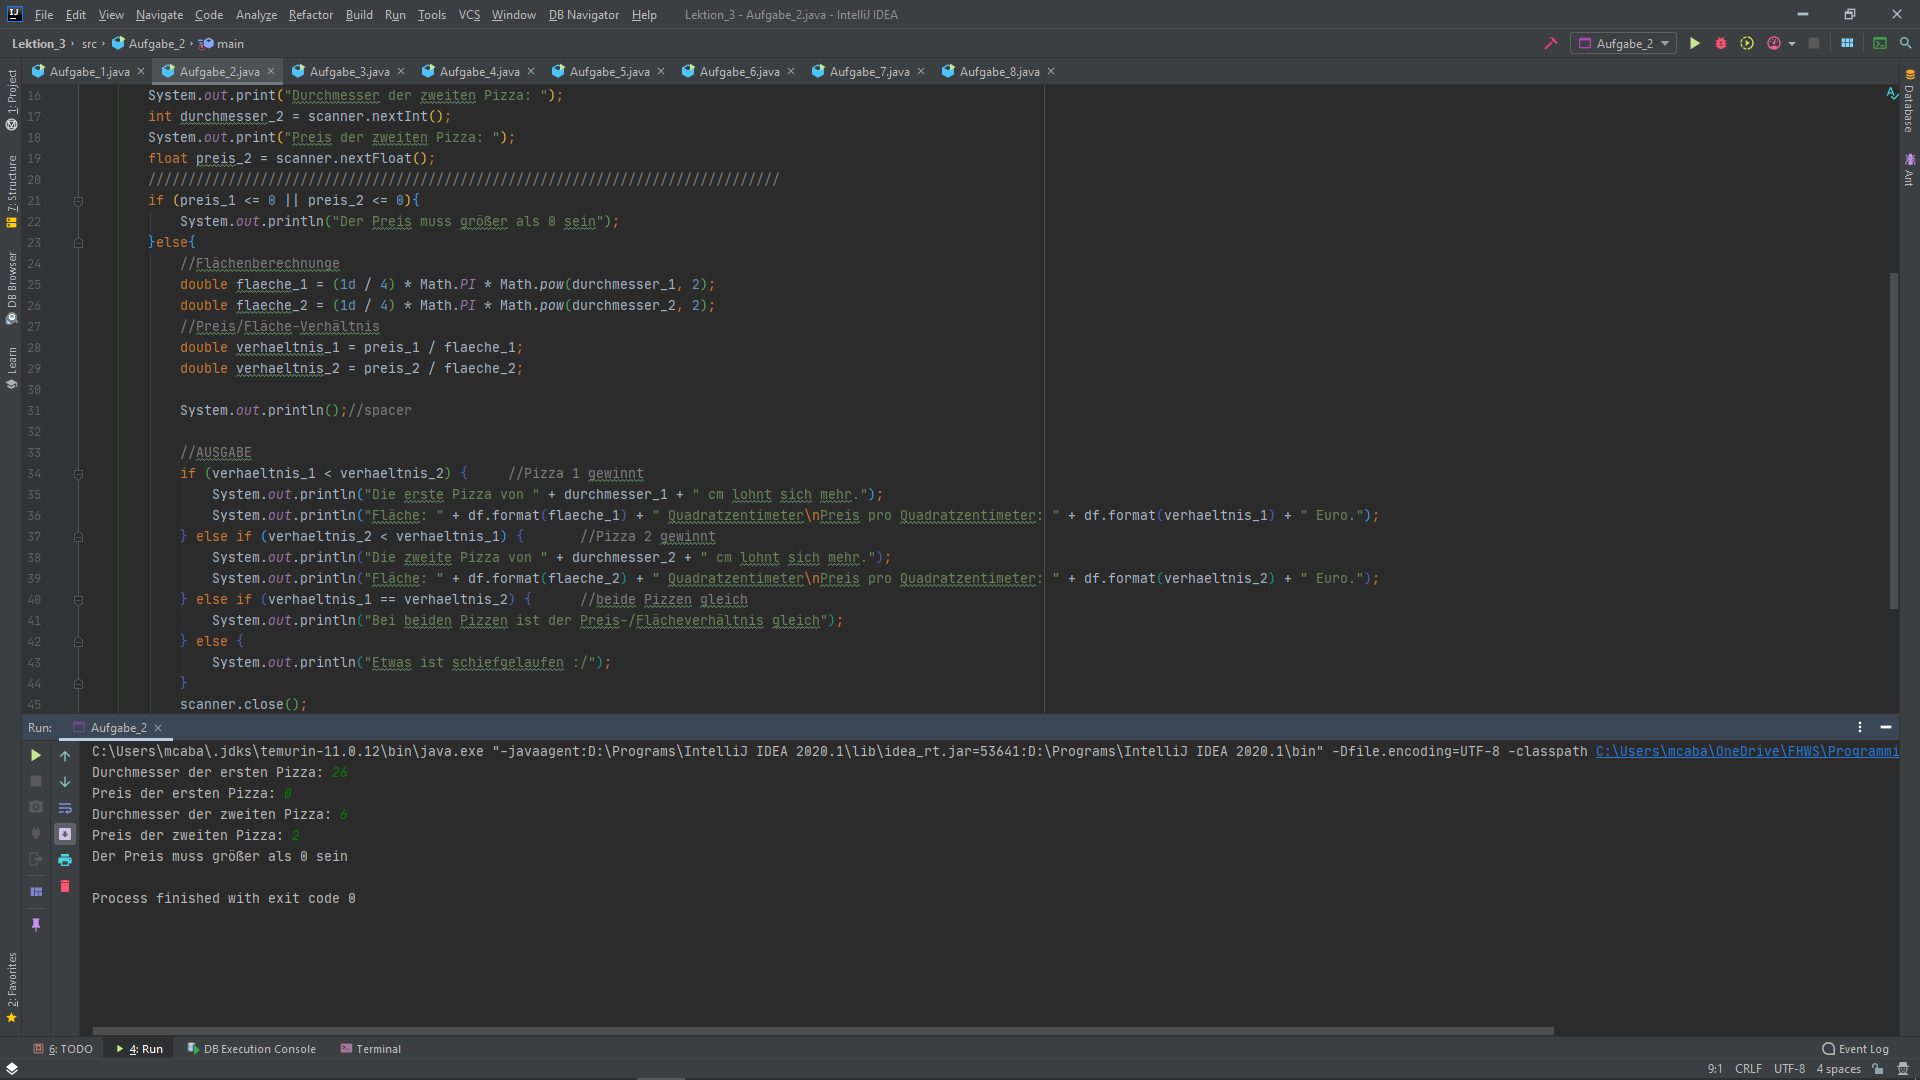 File Edit View Navigate Code Analyze Refactor Build Run Tools VCS Window DB Navigator Help Lektion_3 - Aufgabe_2.java - IntelliJ IDEA
Lektion_3 src Aufgabe_2 main Aufgabe_2
Aufgabe_1.java Aufgabe_2.java Aufgabe_3.java Aufgabe_4.java Aufgabe_5.java Aufgabe_6.java Aufgabe_7.java Aufgabe_8.java
1: Project
7: Structure
DB Browser
Learn
2: Favorites
Database
Ant
16 System.out.print("Durchmesser der zweiten Pizza: ");
17 int durchmesser_2 = scanner.nextInt();
18 System.out.print("Preis der zweiten Pizza: ");
19 float preis_2 = scanner.nextFloat();
20 ///////////////////////////////////////////////////////////////////////////////
21 if (preis_1 <= 0 || preis_2 <= 0){
22 System.out.println("Der Preis muss größer als 0 sein");
23 }else{
24 //Flächenberechnunge
25 double flaeche_1 = (1d / 4) * Math.PI * Math.pow(durchmesser_1, 2);
26 double flaeche_2 = (1d / 4) * Math.PI * Math.pow(durchmesser_2, 2);
27 //Preis/Fläche-Verhältnis
28 double verhaeltnis_1 = preis_1 / flaeche_1;
29 double verhaeltnis_2 = preis_2 / flaeche_2;
30
31 System.out.println();//spacer
32
33 //AUSGABE
34 if (verhaeltnis_1 < verhaeltnis_2) { //Pizza 1 gewinnt
35 System.out.println("Die erste Pizza von " + durchmesser_1 + " cm lohnt sich mehr.");
36 System.out.println("Fläche: " + df.format(flaeche_1) + " Quadratzentimeter\nPreis pro Quadratzentimeter: " + df.format(verhaeltnis_1) + " Euro.");
37 } else if (verhaeltnis_2 < verhaeltnis_1) { //Pizza 2 gewinnt
38 System.out.println("Die zweite Pizza von " + durchmesser_2 + " cm lohnt sich mehr.");
39 System.out.println("Fläche: " + df.format(flaeche_2) + " Quadratzentimeter\nPreis pro Quadratzentimeter: " + df.format(verhaeltnis_2) + " Euro.");
40 } else if (verhaeltnis_1 == verhaeltnis_2) { //beide Pizzen gleich
41 System.out.println("Bei beiden Pizzen ist der Preis-/Flächeverhältnis gleich");
42 } else {
43 System.out.println("Etwas ist schiefgelaufen :/");
44 }
45 scanner.close();
Run: Aufgabe_2
C:\Users\mcaba\.jdks\temurin-11.0.12\bin\java.exe "-javaagent:D:\Programs\IntelliJ IDEA 2020.1\lib\idea_rt.jar=53641:D:\Programs\IntelliJ IDEA 2020.1\bin" -Dfile.encoding=UTF-8 -classpath C:\Users\mcaba\OneDrive\FHWS\Programmi
Durchmesser der ersten Pizza: 26
Preis der ersten Pizza: 0
Durchmesser der zweiten Pizza: 6
Preis der zweiten Pizza: 2
Der Preis muss größer als 0 sein
Process finished with exit code 0
6: TODO 4: Run DB Execution Console Terminal Event Log
9:1 CRLF UTF-8 4 spaces